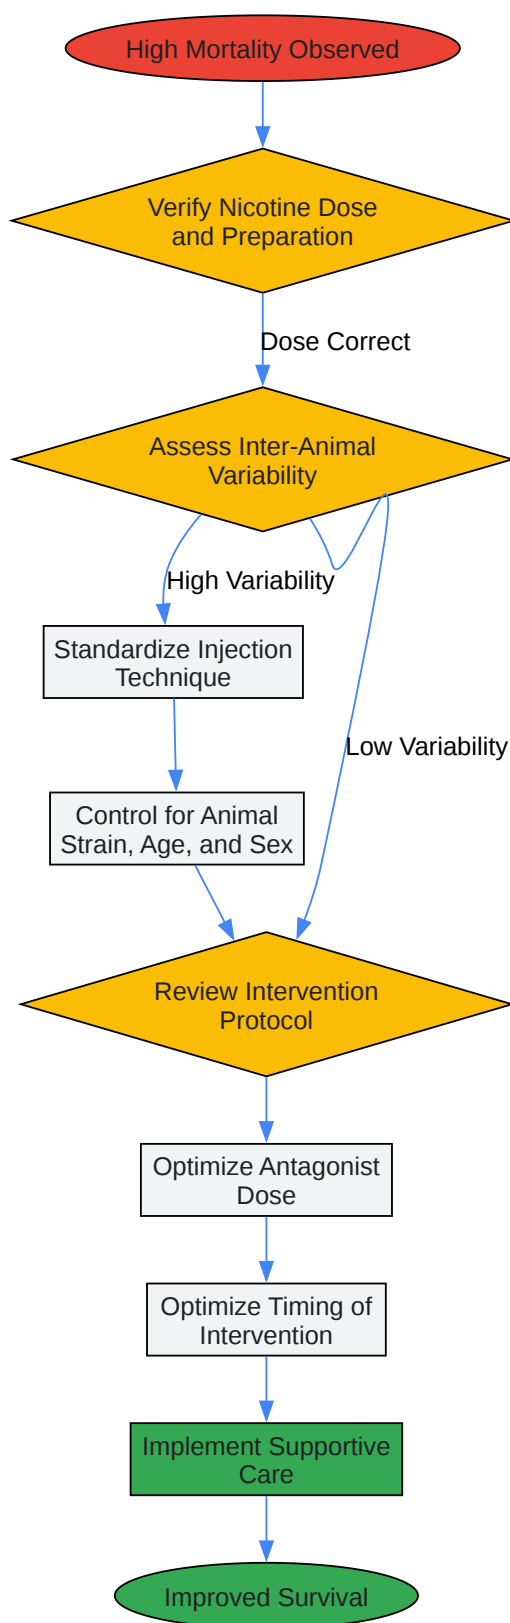 High Mortality Observed
Verify Nicotine Dose
and Preparation
Dose Correct
Assess Inter-Animal
Variability
High Variability
Standardize Injection
Technique
Low Variability
Control for Animal
Strain, Age, and Sex
Review Intervention
Protocol
Optimize Antagonist
Dose
Optimize Timing of
Intervention
Implement Supportive
Care
Improved Survival